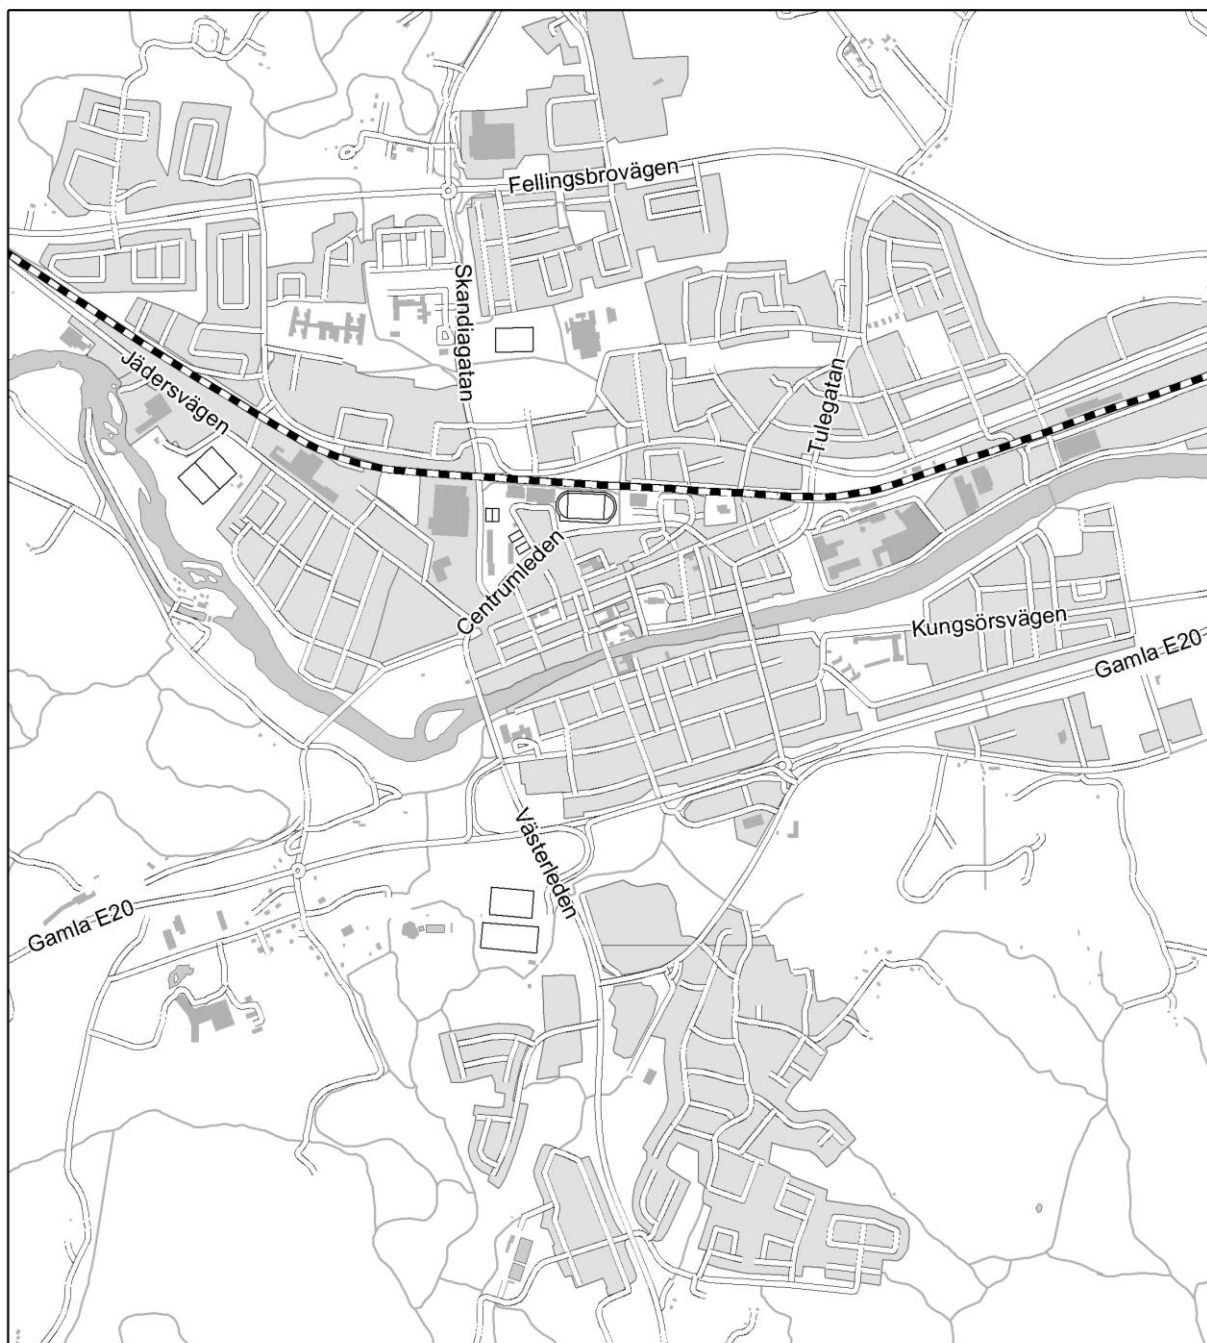 Fellingsbrovägen
Skandiagatan
Jädersvägen
Tulegatan
Centrumleden
Kungsörsvägen
Gamla E20
Västerleden
Gamla E20